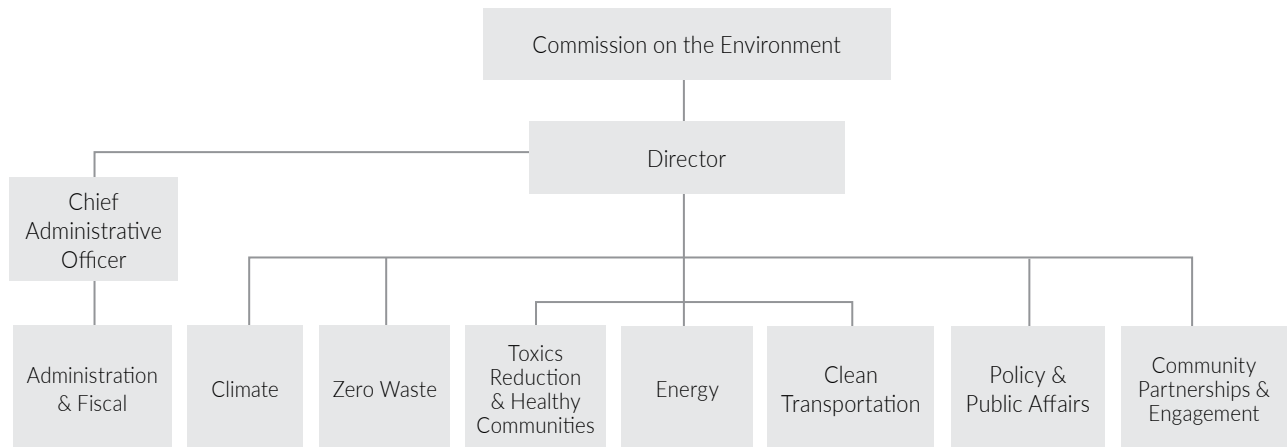 Commission on the Environment
Director
Chief
Administrative
Officer
Administration
& Fiscal
Climate
Zero Waste
Toxics
Reduction
& Healthy
Communities
Energy
Clean
Transportation
Policy &
Public Affairs
Community
Partnerships &
Engagement